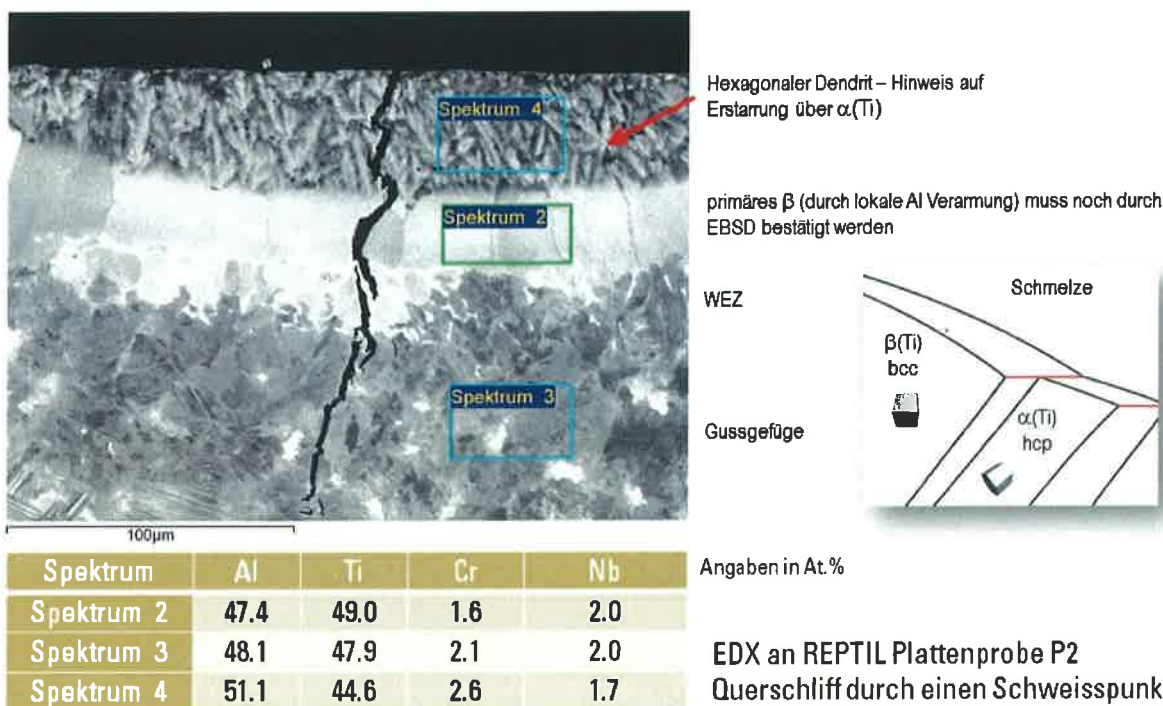 Spektrum 4
Spektrum 2
Spektrum 3
100µm
Hexagonaler Dendrit – Hinweis auf
Erstarrung über α(Ti)
primäres β (durch lokale Al Verarmung) muss noch durch
EBSD bestätigt werden
WEZ
Gussgefüge
Schmelze
β(Ti)
bcc
α(Ti)
hcp
Spektrum Al Ti Cr Nb
Spektrum 2 47.4 49.0 1.6 2.0
Spektrum 3 48.1 47.9 2.1 2.0
Spektrum 4 51.1 44.6 2.6 1.7
Angaben in At.%
EDX an REPTIL Plattenprobe P2
Querschliff durch einen Schweisspunk